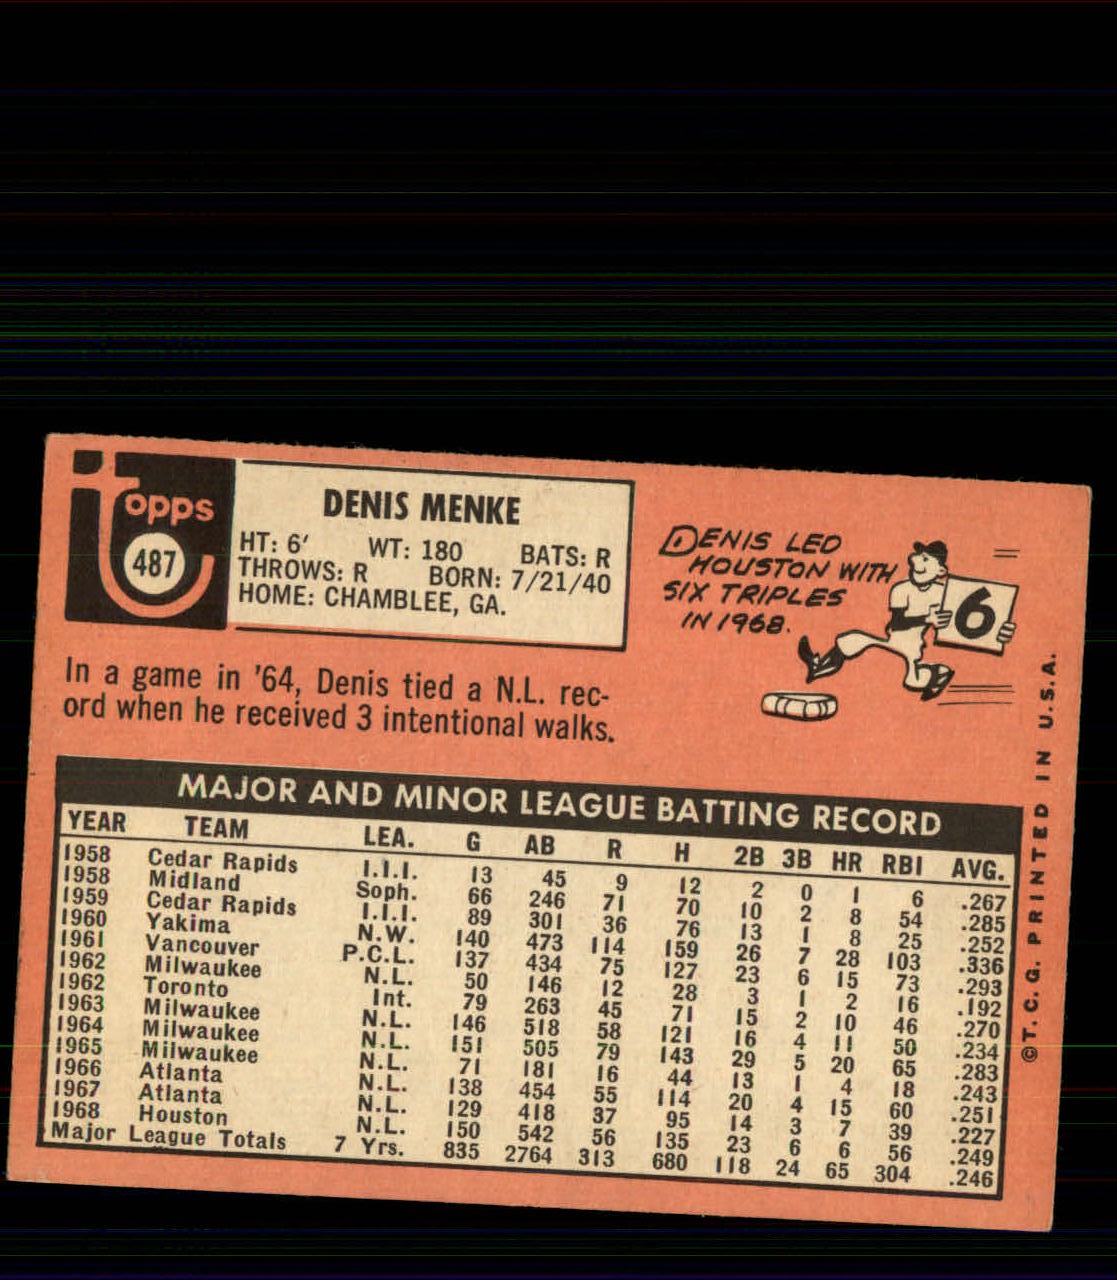 Topps
487
DENIS MENKE
HT: 6' WT: 180 BATS: R
THROWS: R BORN: 7/21/40
HOME: CHAMBLEE, GA.
DENIS LED
HOUSTON WITH
SIX TRIPLES
IN 1968.
6
In a game in '64, Denis tied a N.L. rec-
ord when he received 3 intentional walks.
MAJOR AND MINOR LEAGUE BATTING RECORD
YEAR TEAM LEA. G AB R H 2B 3B HR RBI AVG.
1958 Cedar Rapids I.I.I. 13 45 9 12 2 0 1 6 .267
1958 Midland Soph. 66 246 71 70 10 2 8 54 .285
1959 Cedar Rapids I.I.I. 89 301 36 76 13 1 8 25 .252
1960 Yakima N.W. 140 473 114 159 26 7 28 103 .336
1961 Vancouver P.C.L. 137 434 75 127 23 6 15 73 .293
1962 Milwaukee N.L. 50 146 12 28 3 1 2 16 .192
1962 Toronto Int. 79 263 45 71 15 2 10 46 .270
1963 Milwaukee N.L. 146 518 58 121 16 4 11 50 .234
1964 Milwaukee N.L. 151 505 79 143 29 5 20 65 .283
1965 Milwaukee N.L. 71 181 16 44 13 1 4 18 .243
1966 Atlanta N.L. 138 454 55 114 20 4 15 60 .251
1967 Atlanta N.L. 129 418 37 95 14 3 7 39 .227
1968 Houston N.L. 150 542 56 135 23 6 6 56 .249
Major League Totals 7 Yrs. 835 2764 313 680 118 24 65 304 .246
© T.C.G. PRINTED IN U.S.A.